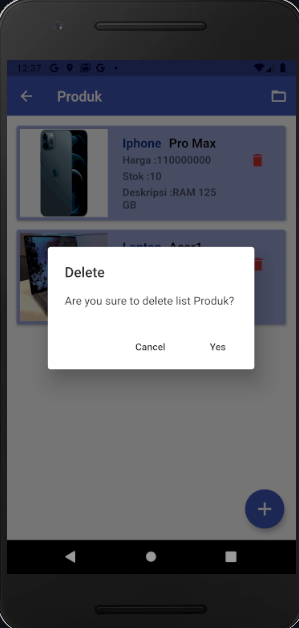 12:37
Produk
Iphone Pro Max
Harga :110000000
Stok :10
Deskripsi :RAM 125
GB
Laptop Acer1
Delete
Are you sure to delete list Produk?
Cancel
Yes